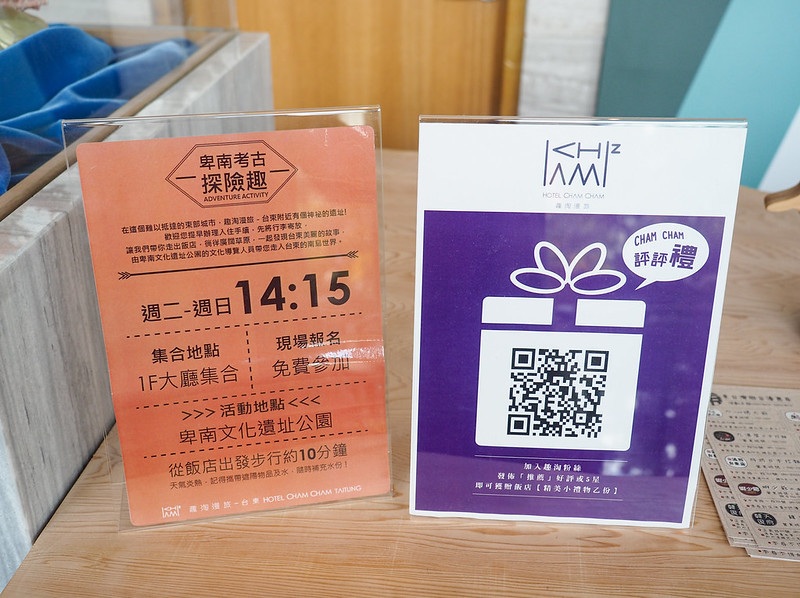 卑南考古
探險趣
ADVENTURE ACTIVITY
在這個難以抵達的東部城市,趣淘漫旅-台東附近有個神祕的遺址!
歡迎您提早辦理入住手續,先將行李寄放,
讓我們帶你走出飯店,徜徉廣闊草原,一起發現台東美麗的故事,
由卑南文化遺址公園的文化導覽人員帶您走入台東的南島世界。
週二-週日14:15
集合地點
1F大廳集合
現場報名
免費參加
>>> 活動地點 <<<
卑南文化遺址公園
從飯店出發步行約10分鐘
天氣炎熱,記得攜帶遮陽物品及水,隨時補充水份!
趣淘漫旅-台東 HOTEL CHAM CHAM TAITUNG
HOTEL CHAM CHAM
趣淘漫旅
CHAM CHAM
評評禮
加入趣淘粉絲
發佈「推薦」好評或5星
即可獲贈飯店【精美小禮物乙份】